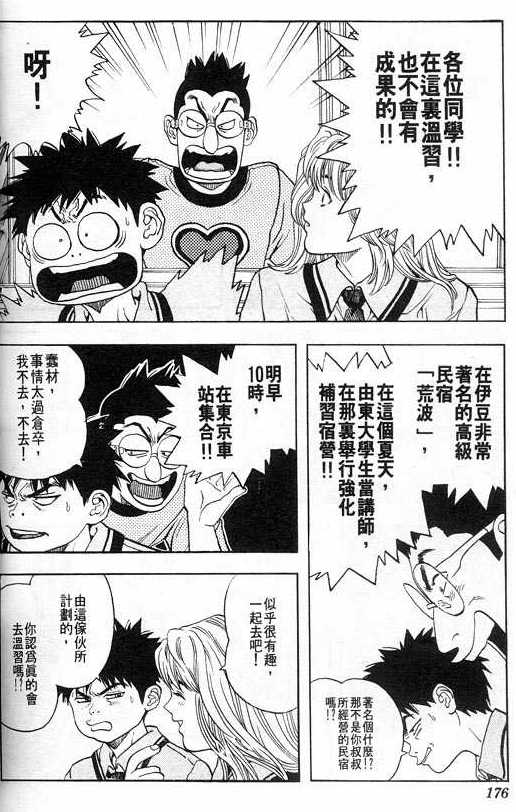 各位同學!!
在這裏溫習，
也不會有
成果的!!
呀！
在伊豆非常
著名的高級
民宿
「荒波」，
在這個夏天，
由東大學生當講師，
在那裏舉行強化
補習宿營!!
著名個什麼!?
那不是你叔叔
所經營的民宿
嗎!?
明早
10時，
在東京車
站集合!!
蠢材，
事情太過倉卒，
我不去，不去！
似乎很有趣，
一起去吧！
由這傢伙所
計劃的，
你認爲眞的會
去溫習嗎!!?
176